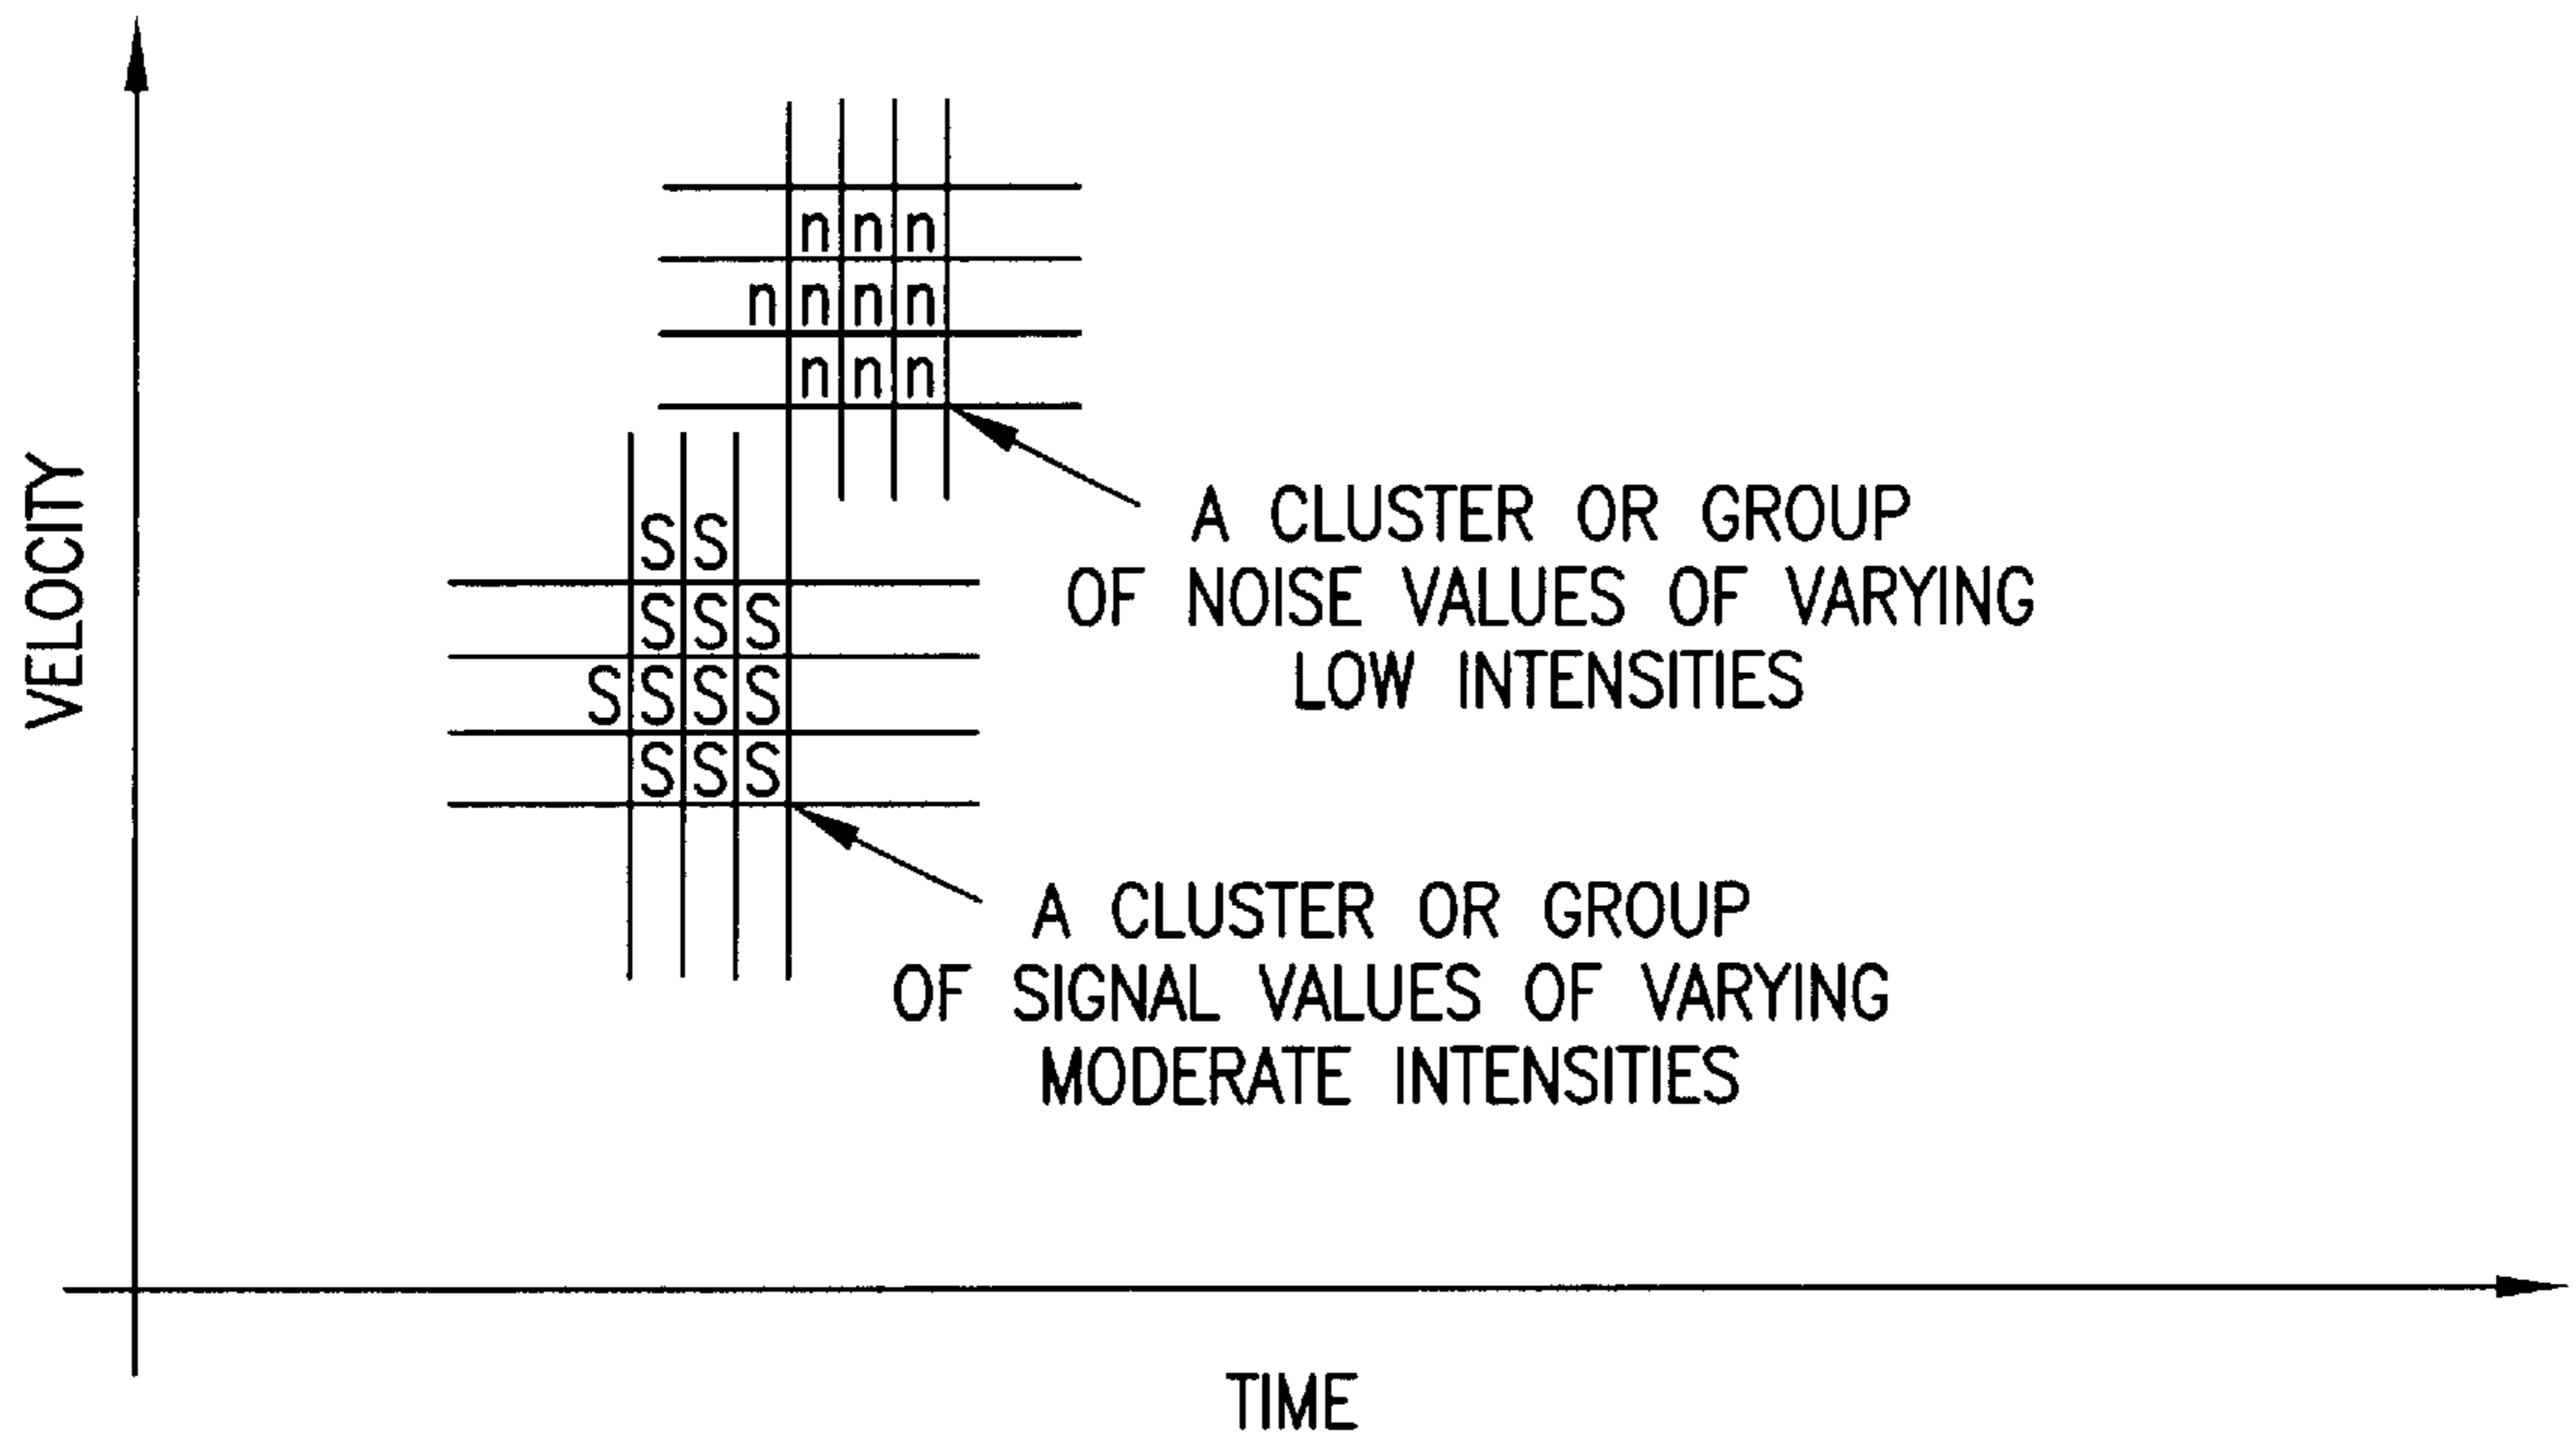 n n n
n n n n
n n n
VELOCITY
A CLUSTER OR GROUP
OF NOISE VALUES OF VARYING
LOW INTENSITIES
S S
S S S
S S S S
S S S
A CLUSTER OR GROUP
OF SIGNAL VALUES OF VARYING
MODERATE INTENSITIES
TIME